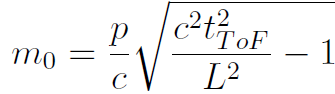 m_0 = \frac{p}{c} \sqrt{\frac{c^2 t_{ToF}^2}{L^2} - 1}